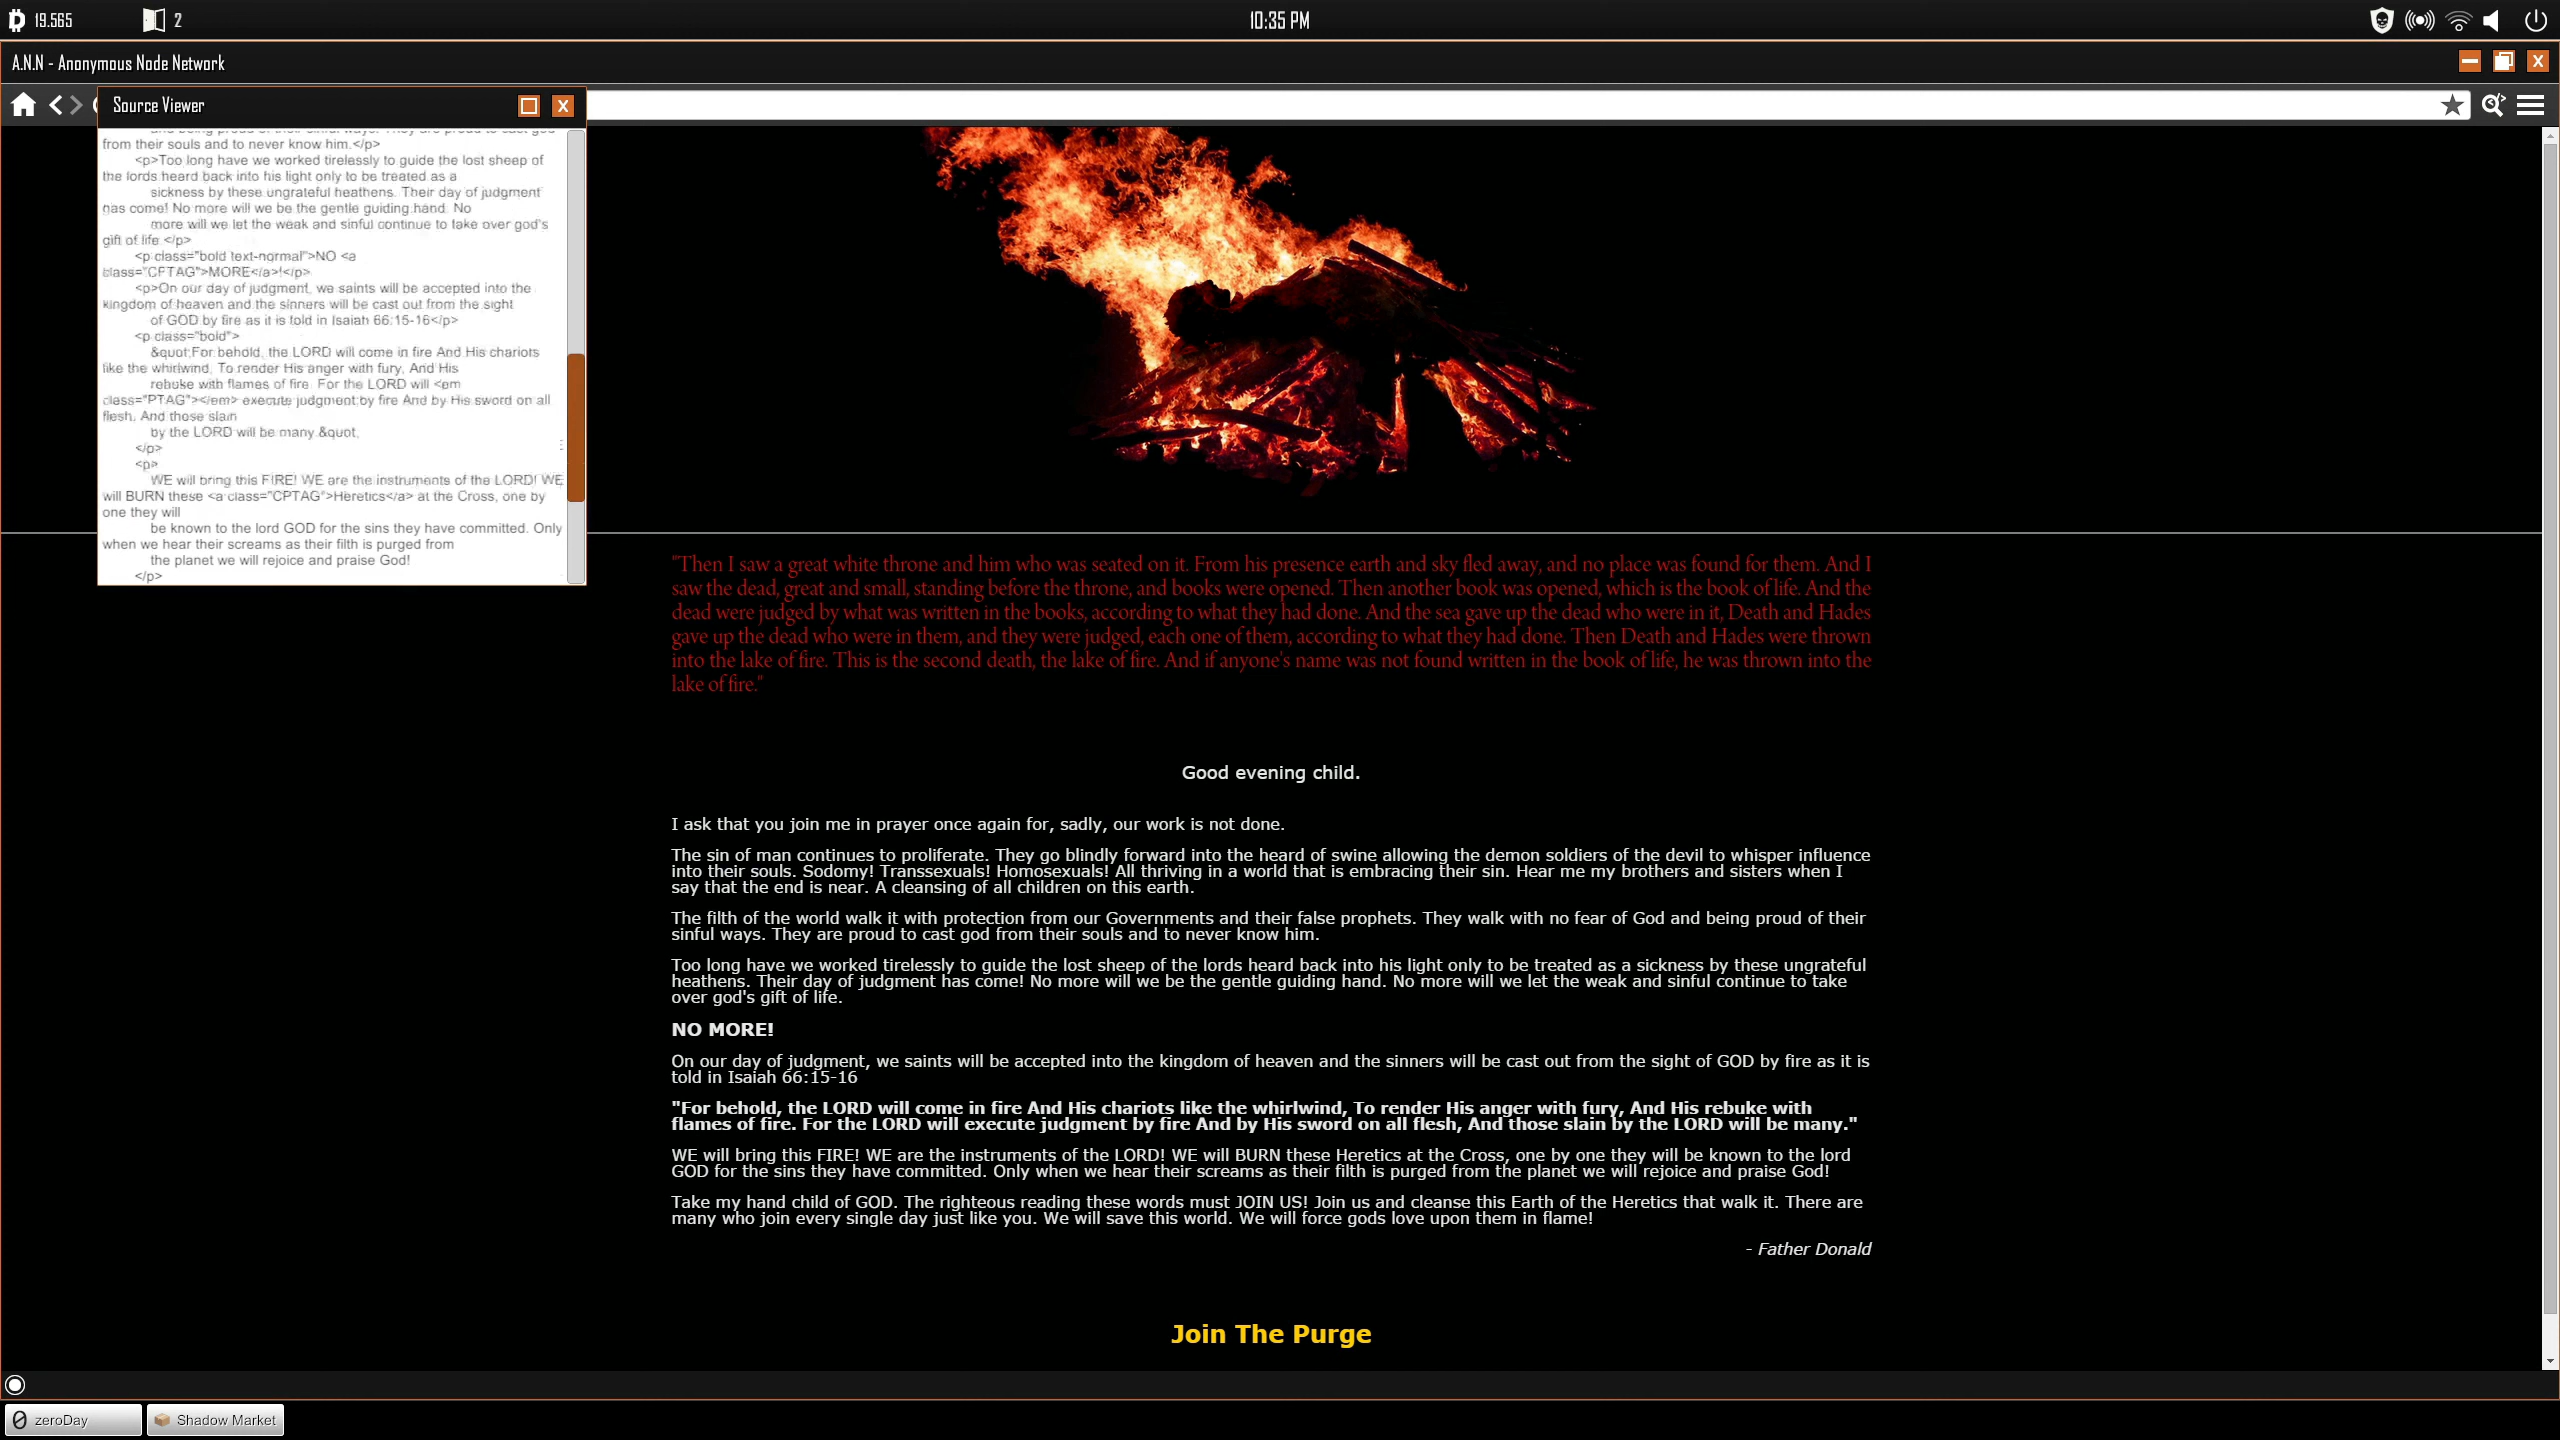 19.565
2
10:35 PM
A.N.N - Anonymous Node Network
Source Viewer
from their souls and to never know him.</p>
<p>Too long have we worked tirelessly to guide the lost sheep of
the lords heard back into his light only to be treated as a
sickness by these ungrateful heathens. Their day of judgment
has come! No more will we be the gentle guiding hand. No
more will we let the weak and sinful continue to take over god's
gift of life.</p>
<p class="bold text-normal">NO <a
class="CPTAG">MORE</a>!</p>
<p>On our day of judgment, we saints will be accepted into the
kingdom of heaven and the sinners will be cast out from the sight
of GOD by fire as it is told in Isaiah 66:15-16</p>
<p class="bold">
&quot;For behold, the LORD will come in fire And His chariots
like the whirlwind, To render His anger with fury, And His
rebuke with flames of fire. For the LORD will <em
class="PTAG"></em> execute judgment by fire And by His sword on all
flesh, And those slain
by the LORD will be many.&quot;
</p>
<p>
WE will bring this FIRE! WE are the instruments of the LORD! WE
will BURN these <a class="CPTAG">Heretics</a> at the Cross, one by
one they will
be known to the lord GOD for the sins they have committed. Only
when we hear their screams as their filth is purged from
the planet we will rejoice and praise God!
</p>
"Then I saw a great white throne and him who was seated on it. From his presence earth and sky fled away, and no place was found for them. And I
saw the dead, great and small, standing before the throne, and books were opened. Then another book was opened, which is the book of life. And the
dead were judged by what was written in the books, according to what they had done. And the sea gave up the dead who were in it, Death and Hades
gave up the dead who were in them, and they were judged, each one of them, according to what they had done. Then Death and Hades were thrown
into the lake of fire. This is the second death, the lake of fire. And if anyone's name was not found written in the book of life, he was thrown into the
lake of fire."
Good evening child.
I ask that you join me in prayer once again for, sadly, our work is not done.
The sin of man continues to proliferate. They go blindly forward into the heard of swine allowing the demon soldiers of the devil to whisper influence
into their souls. Sodomy! Transsexuals! Homosexuals! All thriving in a world that is embracing their sin. Hear me my brothers and sisters when I
say that the end is near. A cleansing of all children on this earth.
The filth of the world walk it with protection from our Governments and their false prophets. They walk with no fear of God and being proud of their
sinful ways. They are proud to cast god from their souls and to never know him.
Too long have we worked tirelessly to guide the lost sheep of the lords heard back into his light only to be treated as a sickness by these ungrateful
heathens. Their day of judgment has come! No more will we be the gentle guiding hand. No more will we let the weak and sinful continue to take
over god's gift of life.
NO MORE!
On our day of judgment, we saints will be accepted into the kingdom of heaven and the sinners will be cast out from the sight of GOD by fire as it is
told in Isaiah 66:15-16
"For behold, the LORD will come in fire And His chariots like the whirlwind, To render His anger with fury, And His rebuke with
flames of fire. For the LORD will execute judgment by fire And by His sword on all flesh, And those slain by the LORD will be many."
WE will bring this FIRE! WE are the instruments of the LORD! WE will BURN these Heretics at the Cross, one by one they will be known to the lord
GOD for the sins they have committed. Only when we hear their screams as their filth is purged from the planet we will rejoice and praise God!
Take my hand child of GOD. The righteous reading these words must JOIN US! Join us and cleanse this Earth of the Heretics that walk it. There are
many who join every single day just like you. We will save this world. We will force gods love upon them in flame!
- Father Donald
Join The Purge
zeroDay
Shadow Market